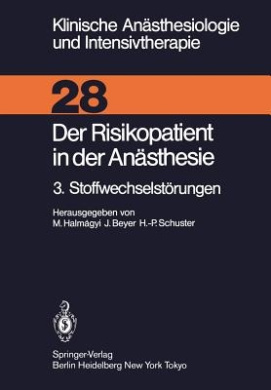 Klinische Anästhesiologie
und Intensivtherapie
28
Der Risikopatient
in der Anästhesie
3. Stoffwechselstörungen
Herausgegeben von
M. Halmágyi J. Beyer H.-P. Schuster
Springer-Verlag
Berlin Heidelberg New York Tokyo